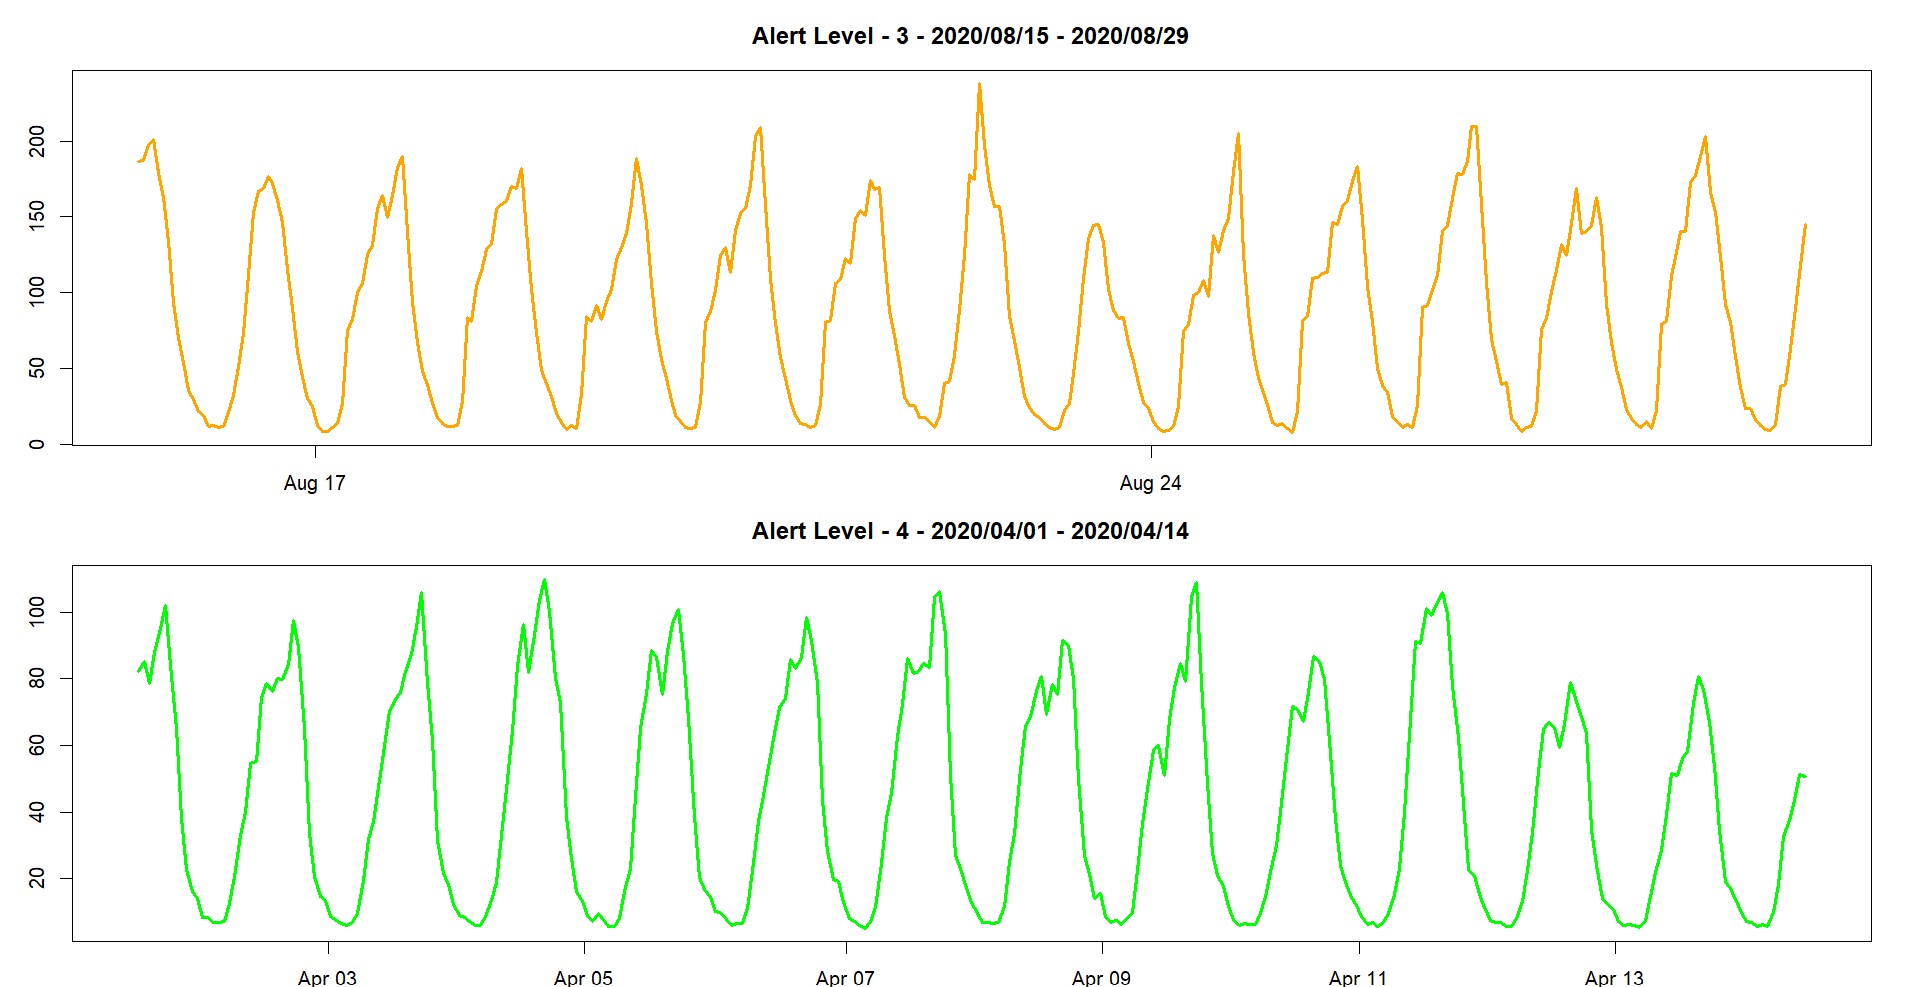 Alert Level - 3 - 2020/08/15 - 2020/08/29
200
150
100
50
0
Aug 17 Aug 24
Alert Level - 4 - 2020/04/01 - 2020/04/14
100
80
60
40
20
Apr 03 Apr 05 Apr 07 Apr 09 Apr 11 Apr 13